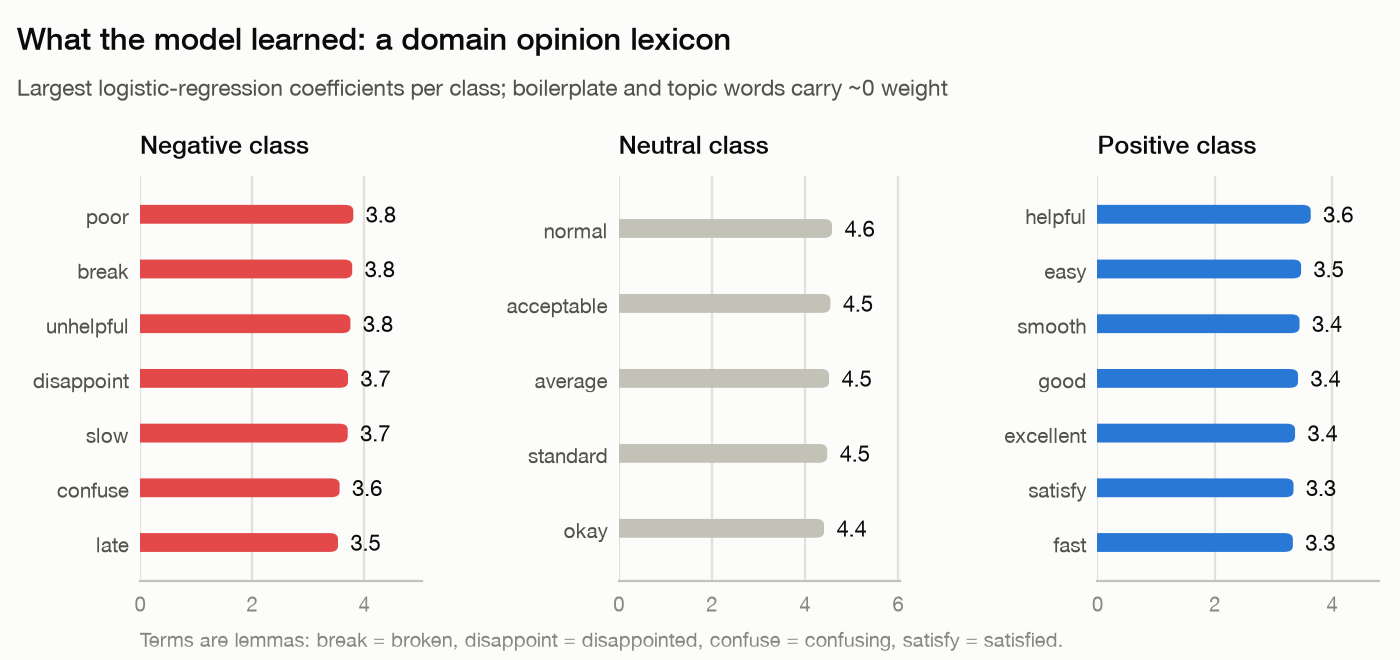 What the model learned: a domain opinion lexicon
Largest logistic-regression coefficients per class; boilerplate and topic words carry ~0 weight
Negative class
poor 3.8
break 3.8
unhelpful 3.8
disappoint 3.7
slow 3.7
confuse 3.6
late 3.5
0 2 4
Neutral class
normal 4.6
acceptable 4.5
average 4.5
standard 4.5
okay 4.4
0 2 4 6
Positive class
helpful 3.6
easy 3.5
smooth 3.4
good 3.4
excellent 3.4
satisfy 3.3
fast 3.3
0 2 4
Terms are lemmas: break = broken, disappoint = disappointed, confuse = confusing, satisfy = satisfied.